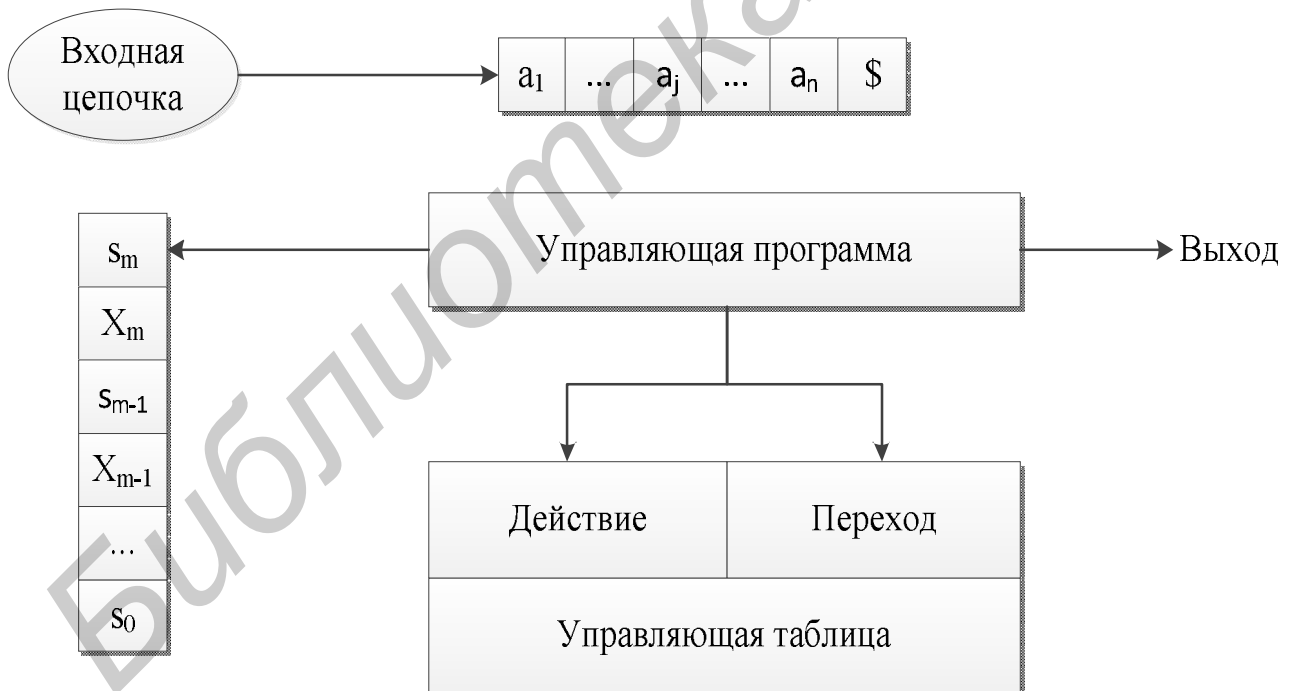 Входная
цепочка
a₁ ... aⱼ ... aₙ $
Управляющая программа
Выход
sₘ
Xₘ
sₘ₋₁
Xₘ₋₁
...
s₀
Действие
Переход
Управляющая таблица
Библиотека